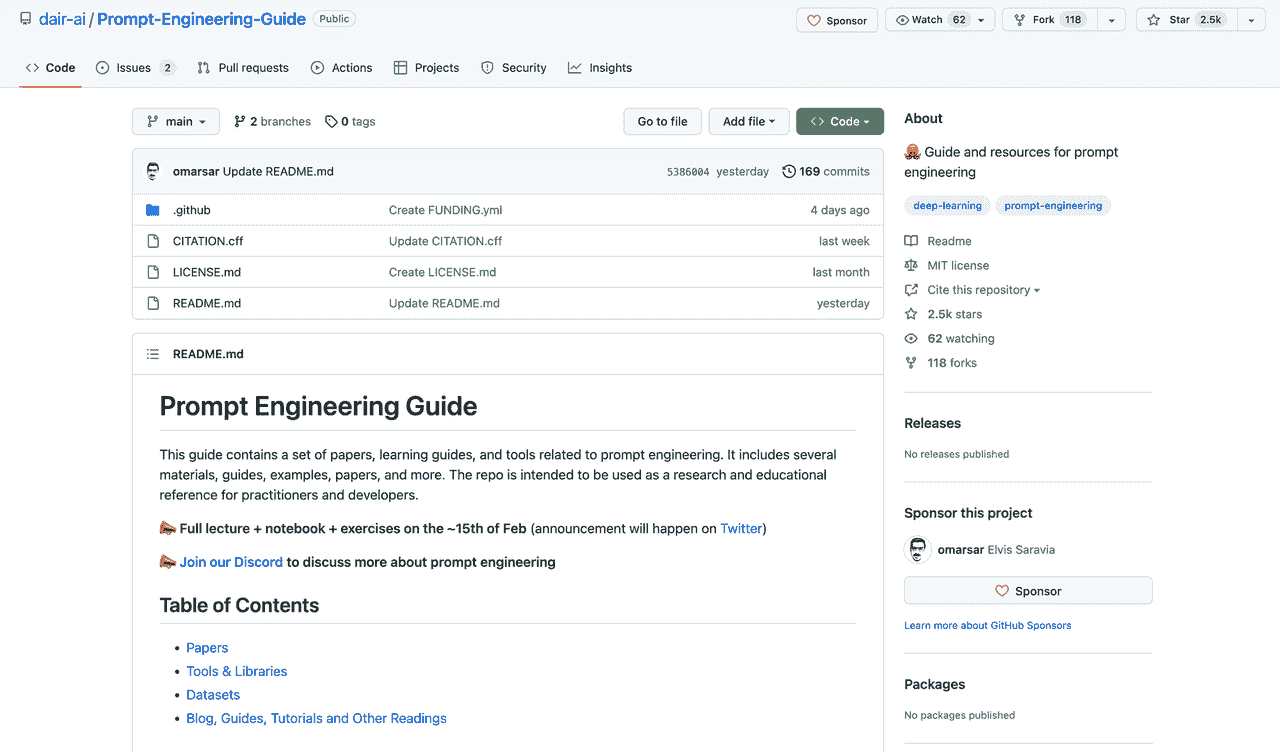 dair-ai / Prompt-Engineering-Guide Public
Sponsor
Watch 62
Fork 118
Star 2.5k
Code
Issues 2
Pull requests
Actions
Projects
Security
Insights
main
2 branches
0 tags
Go to file
Add file
Code
omarsar Update README.md 5386004 yesterday 169 commits
.github Create FUNDING.yml 4 days ago
CITATION.cff Update CITATION.cff last week
LICENSE.md Create LICENSE.md last month
README.md Update README.md yesterday
README.md
Prompt Engineering Guide
This guide contains a set of papers, learning guides, and tools related to prompt engineering. It includes several
materials, guides, examples, papers, and more. The repo is intended to be used as a research and educational
reference for practitioners and developers.
Full lecture + notebook + exercises on the ~15th of Feb (announcement will happen on Twitter)
Join our Discord to discuss more about prompt engineering
Table of Contents
• Papers
• Tools & Libraries
• Datasets
• Blog, Guides, Tutorials and Other Readings
About
Guide and resources for prompt
engineering
deep-learning prompt-engineering
Readme
MIT license
Cite this repository
2.5k stars
62 watching
118 forks
Releases
No releases published
Sponsor this project
omarsar Elvis Saravia
Sponsor
Learn more about GitHub Sponsors
Packages
No packages published